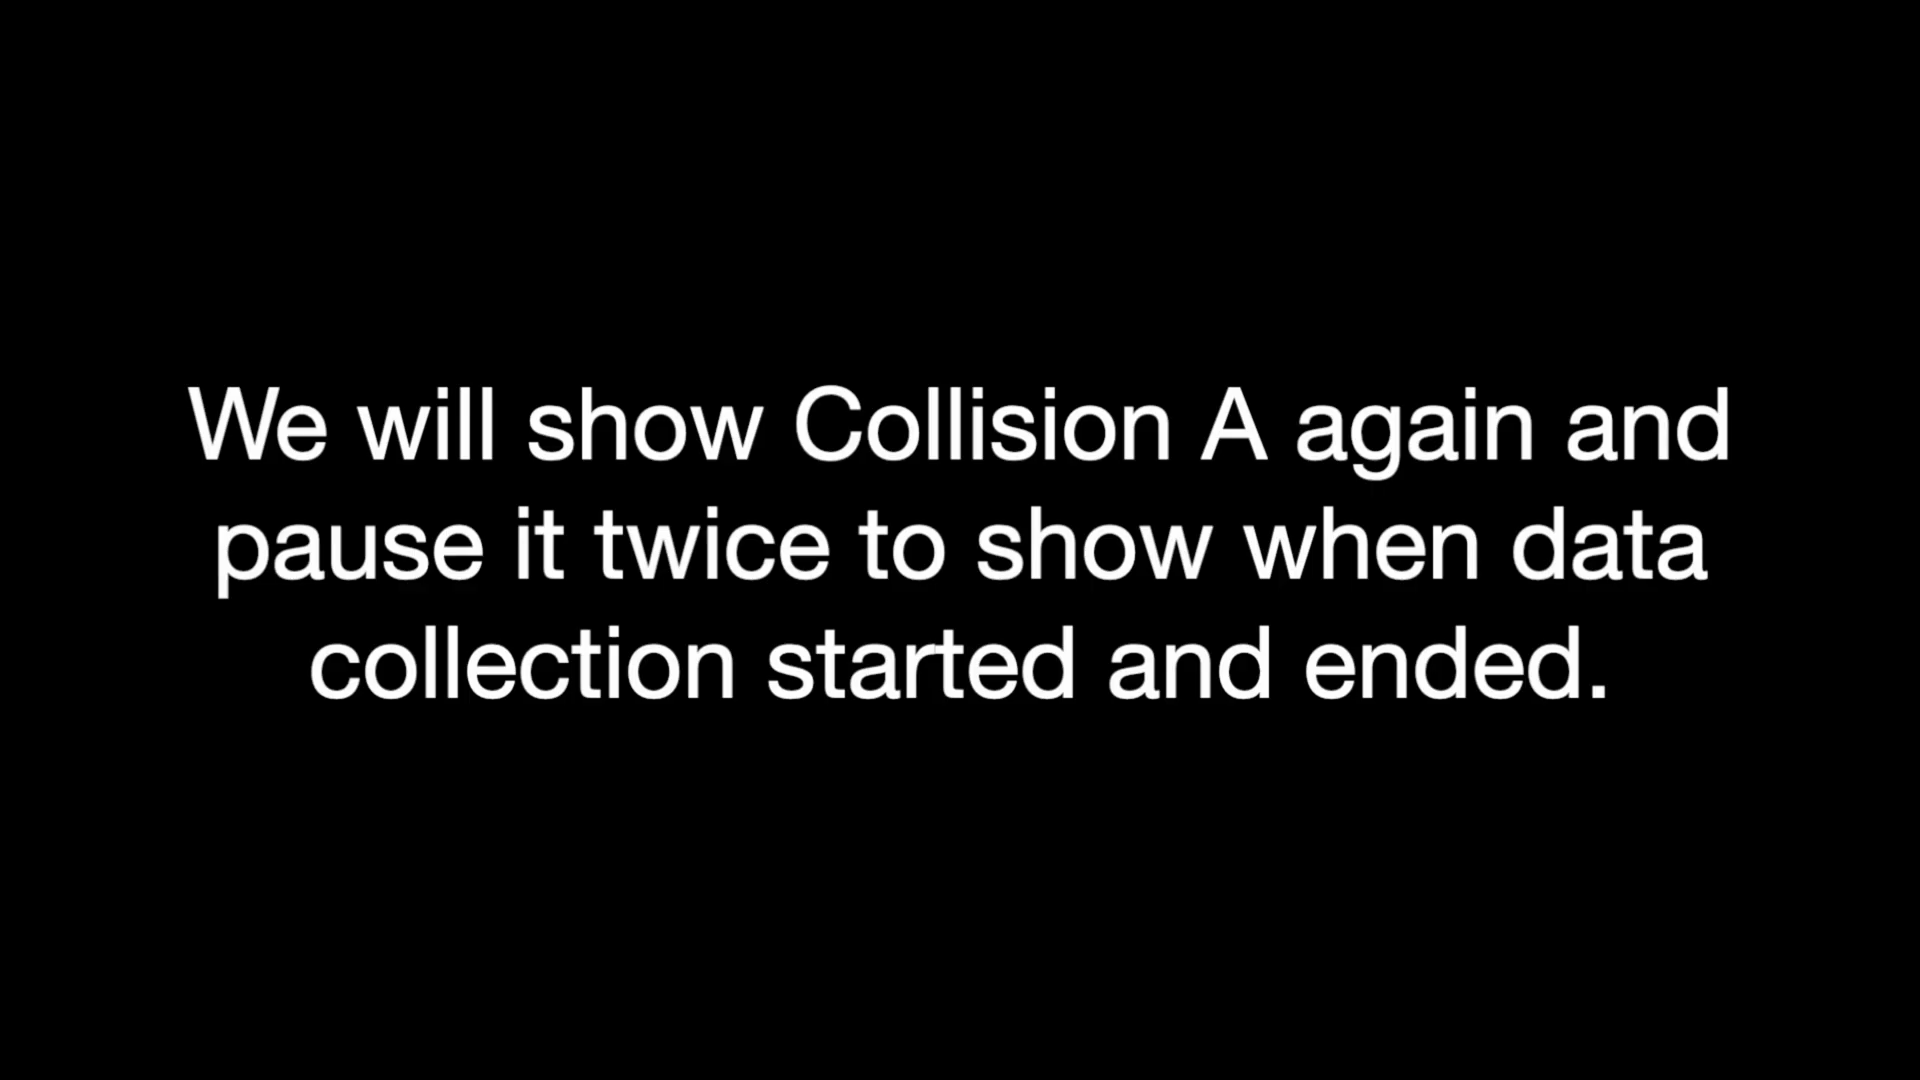 We will show Collision A again and
pause it twice to show when data
collection started and ended.